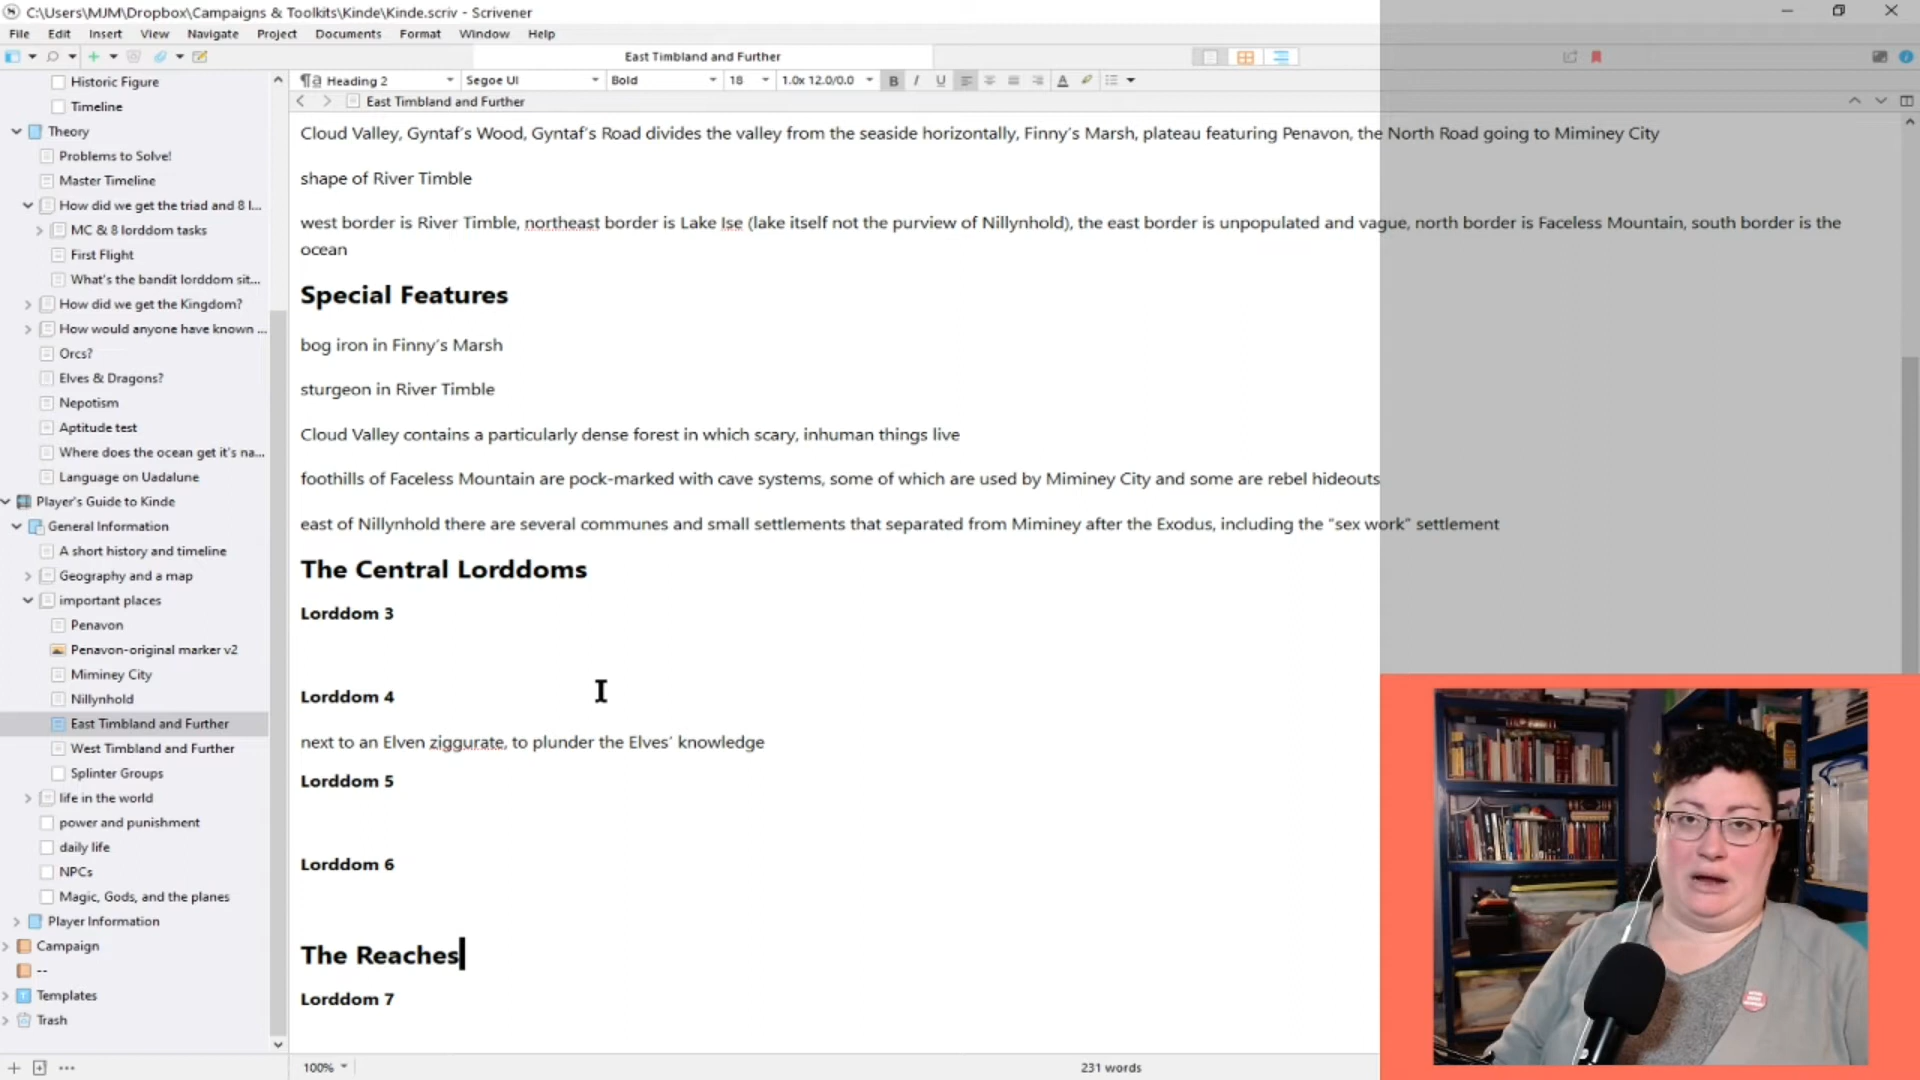 C:\Users\MJM\Dropbox\Campaigns & Toolkits\Kinde\Kinde.scriv - Scrivener
File Edit Insert View Navigate Project Documents Format Window Help
East Timbland and Further
Heading 2 Segoe UI Bold 18 1.0x 12.0/0.0 B I U A
East Timbland and Further
Historic Figure
Timeline
Theory
Problems to Solve!
Master Timeline
How did we get the triad and 8 l...
MC & 8 lorddom tasks
First Flight
What's the bandit lorddom sit...
How did we get the Kingdom?
How would anyone have known ...
Orcs?
Elves & Dragons?
Nepotism
Aptitude test
Where does the ocean get it's na...
Language on Uadalune
Player's Guide to Kinde
General Information
A short history and timeline
Geography and a map
important places
Penavon
Penavon-original marker v2
Miminey City
Nillynhold
East Timbland and Further
West Timbland and Further
Splinter Groups
life in the world
power and punishment
daily life
NPCs
Magic, Gods, and the planes
Player Information
Campaign
--
Templates
Trash
Cloud Valley, Gyntaf's Wood, Gyntaf's Road divides the valley from the seaside horizontally, Finny's Marsh, plateau featuring Penavon, the North Road going to Miminey City
shape of River Timble
west border is River Timble, northeast border is Lake Ise (lake itself not the purview of Nillynhold), the east border is unpopulated and vague, north border is Faceless Mountain, south border is the
ocean
Special Features
bog iron in Finny's Marsh
sturgeon in River Timble
Cloud Valley contains a particularly dense forest in which scary, inhuman things live
foothills of Faceless Mountain are pock-marked with cave systems, some of which are used by Miminey City and some are rebel hideouts
east of Nillynhold there are several communes and small settlements that separated from Miminey after the Exodus, including the "sex work" settlement
The Central Lorddoms
Lorddom 3
Lorddom 4
next to an Elven ziggurate, to plunder the Elves' knowledge
Lorddom 5
Lorddom 6
The Reaches
Lorddom 7
100%
231 words